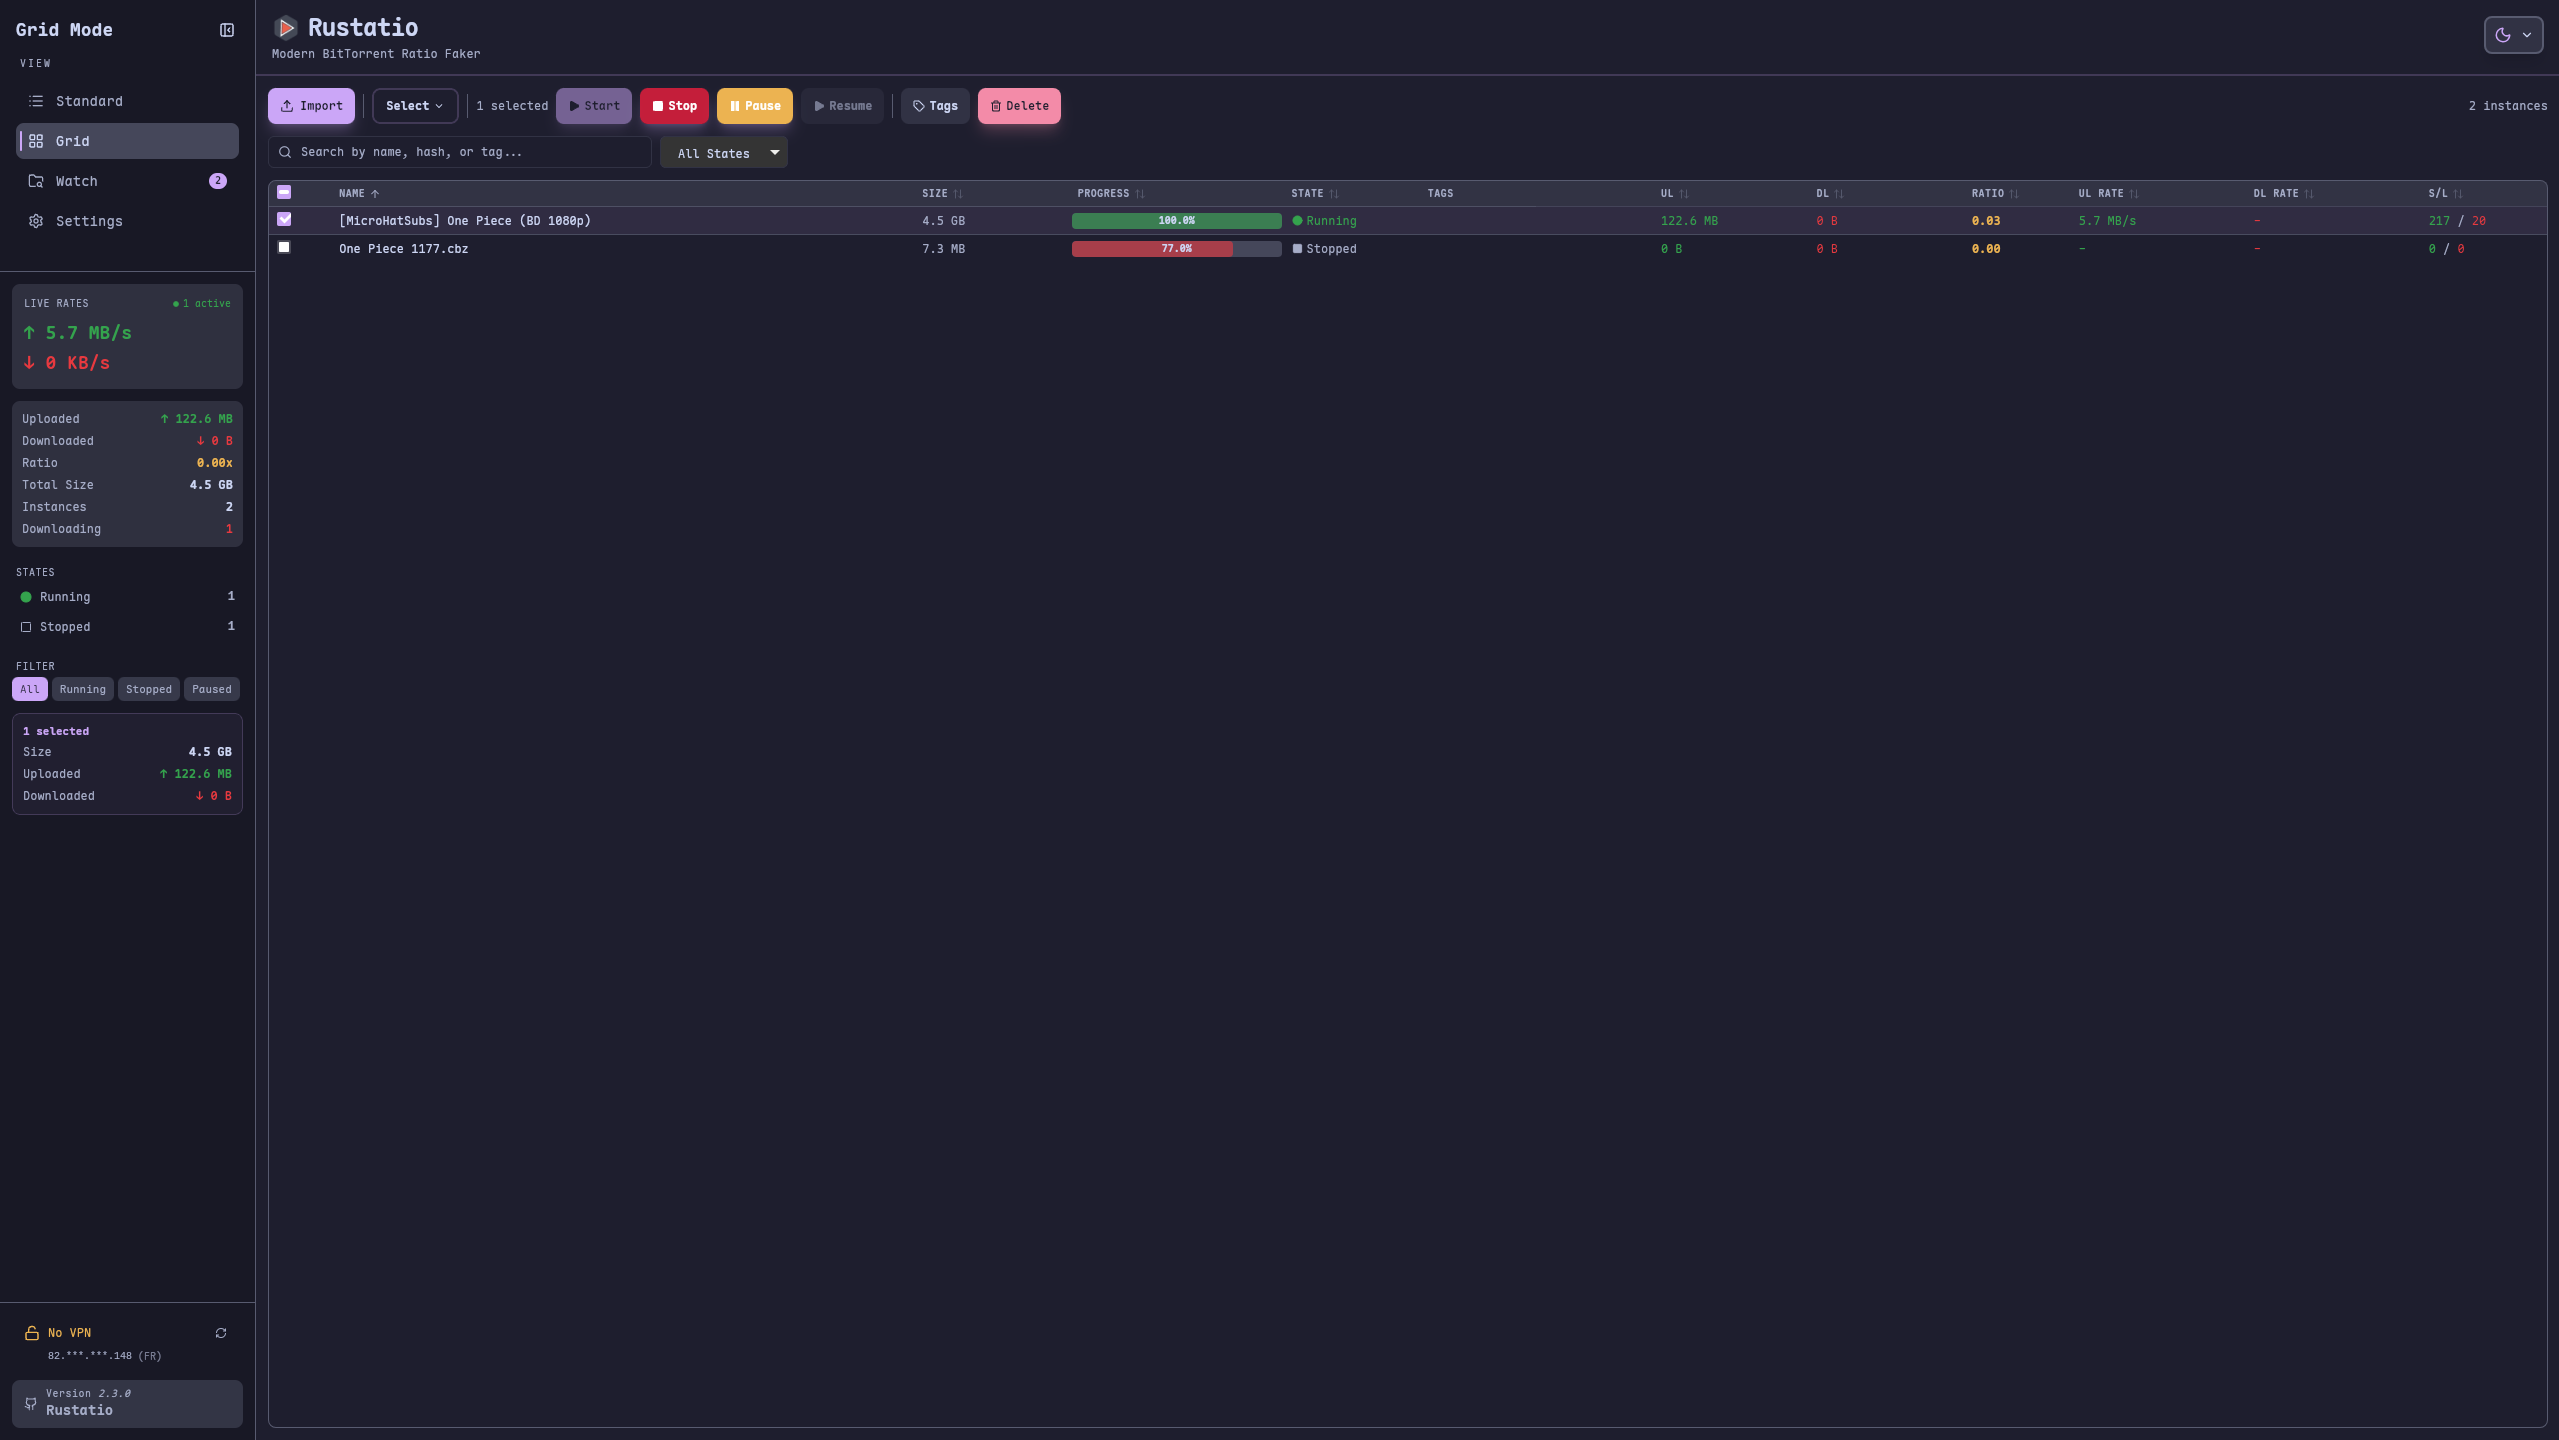 Grid Mode
VIEW
Standard
Grid
Watch 2
Settings
LIVE RATES 1 active
↑ 5.7 MB/s
↓ 0 KB/s
Uploaded ↑ 122.6 MB
Downloaded ↓ 0 B
Ratio 0.00x
Total Size 4.5 GB
Instances 2
Downloading 1
STATES
Running 1
Stopped 1
FILTER
All Running Stopped Paused
1 selected
Size 4.5 GB
Uploaded ↑ 122.6 MB
Downloaded ↓ 0 B
No VPN
82.***.***.148 (FR)
Version 2.3.0
Rustatio
Rustatio
Modern BitTorrent Ratio Faker
Import Select 1 selected Start Stop Pause Resume Tags Delete 2 instances
Search by name, hash, or tag... All States
NAME ↑ SIZE ↑↓ PROGRESS ↑↓ STATE ↑↓ TAGS UL ↑↓ DL ↑↓ RATIO ↑↓ UL RATE ↑↓ DL RATE ↑↓ S/L ↑↓
[MicroHatSubs] One Piece (BD 1080p) 4.5 GB 100.0% Running 122.6 MB 0 B 0.03 5.7 MB/s – 217 / 20
One Piece 1177.cbz 7.3 MB 77.0% Stopped 0 B 0 B 0.00 – – 0 / 0